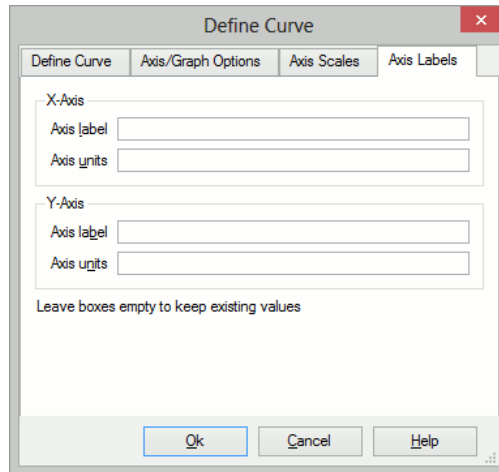 Define Curve
Define Curve Axis/Graph Options Axis Scales Axis Labels
X-Axis
Axis label
Axis units
Y-Axis
Axis label
Axis units
Leave boxes empty to keep existing values
Ok Cancel Help